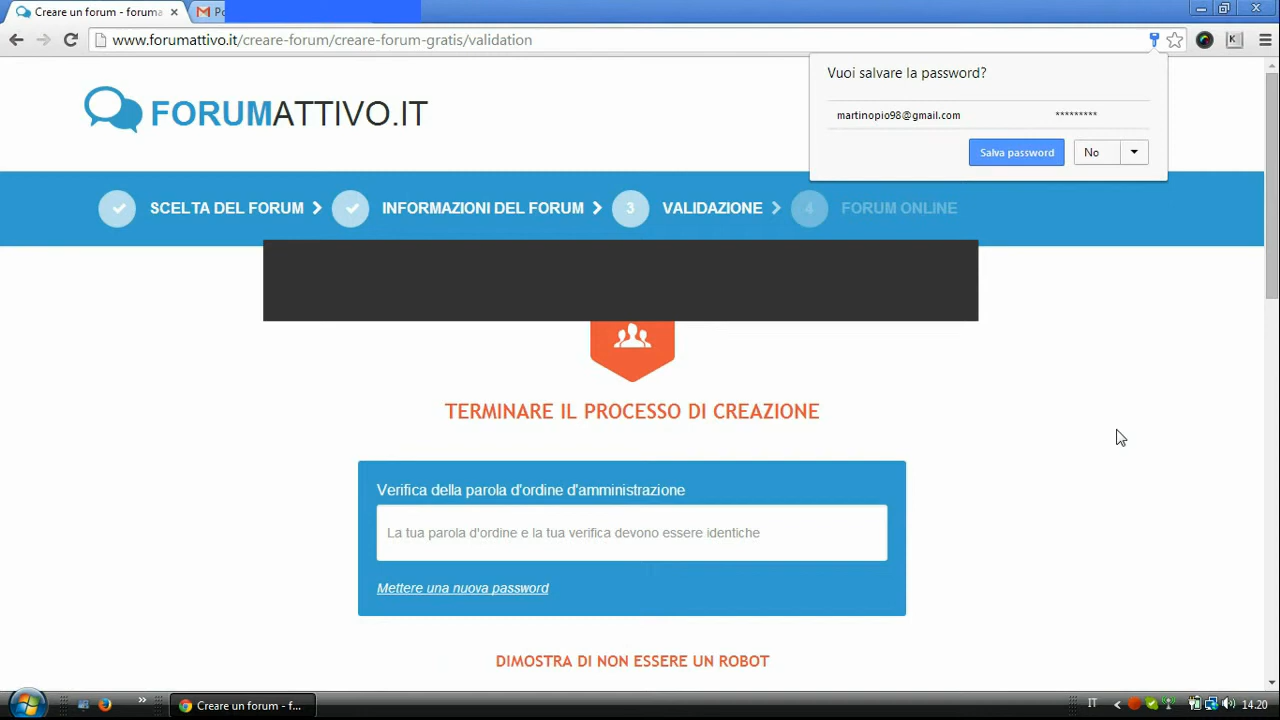 Creare un forum - foruma
Po
www.forumattivo.it/creare-forum/creare-forum-gratis/validation
K
Vuoi salvare la password?
martinopio98@gmail.com *********
Salva password No
FORUMATTIVO.IT
SCELTA DEL FORUM INFORMAZIONI DEL FORUM 3 VALIDAZIONE 4 FORUM ONLINE
TERMINARE IL PROCESSO DI CREAZIONE
Verifica della parola d'ordine d'amministrazione
La tua parola d'ordine e la tua verifica devono essere identiche
Mettere una nuova password
DIMOSTRA DI NON ESSERE UN ROBOT
Creare un forum - f... IT 14.20